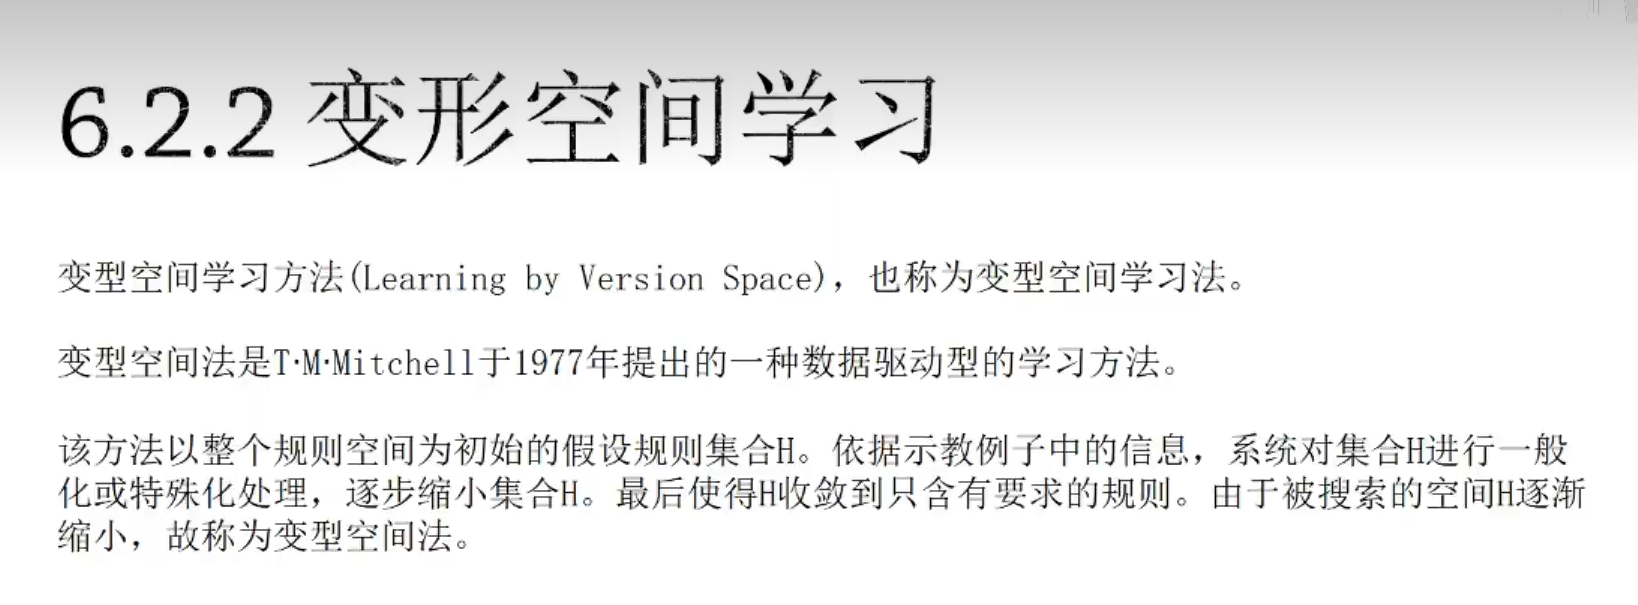 6.2.2 变形空间学习
变型空间学习方法(Learning by Version Space)，也称为变型空间学习法。
变型空间法是T·M·Mitchell于1977年提出的一种数据驱动型的学习方法。
该方法以整个规则空间为初始的假设规则集合H。依据示教例子中的信息，系统对集合H进行一般
化或特殊化处理，逐步缩小集合H。最后使得H收敛到只含有要求的规则。由于被搜索的空间H逐渐
缩小，故称为变型空间法。